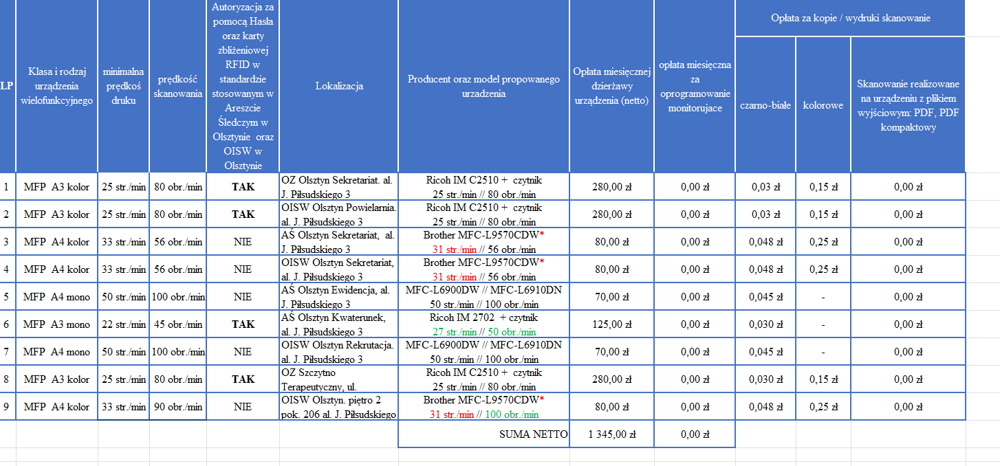 LP
Klasa i rodzaj
urządzenia
wielofunkcyjnego
minimalna
prędkoś
druku
prędkość
skanowania
Autoryzacja za
pomocą Hasła
oraz karty
zbliżeniowej
RFID w
standardzie
stosowanym w
Areszcie
Śledczym w
Olsztynie oraz
OISW w
Olsztynie
Lokalizacja
Producent oraz model propowanego
urzadzenia
Opłata miesięcznej
dzierżawy
urządzenia (netto)
opłata miesięczna
za
oprogramowanie
monitorujace
Opłata za kopie / wydruki skanowanie
czarno-białe
kolorowe
Skanowanie realizowane
na urządzeniu z plikiem
wyjściowym: PDF, PDF
kompaktowy
1
MFP A3 kolor
25 str./min
80 obr./min
TAK
OZ Olsztyn Sekretariat. al.
J. Piłsudskiego 3
Ricoh IM C2510 + czytnik
25 str./min // 80 obr./min
280,00 zł
0,00 zł
0,03 zł
0,15 zł
0,00 zł
2
MFP A3 kolor
25 str./min
80 obr./min
TAK
OISW Olsztyn Powielarnia.
al. J. Piłsudskiego 3
Ricoh IM C2510 + czytnik
25 str./min // 80 obr./min
280,00 zł
0,00 zł
0,03 zł
0,15 zł
0,00 zł
3
MFP A4 kolor
33 str./min
56 obr./min
NIE
AŚ Olsztyn Sekretariat, al.
J. Piłsudskiego 3
Brother MFC-L9570CDW*
31 str./min // 56 obr./min
80,00 zł
0,00 zł
0,048 zł
0,25 zł
0,00 zł
4
MFP A4 kolor
33 str./min
56 obr./min
NIE
OISW Olsztyn Sekretariat,
al. J. Piłsudskiego 3
Brother MFC-L9570CDW*
31 str./min // 56 obr./min
80,00 zł
0,00 zł
0,048 zł
0,25 zł
0,00 zł
5
MFP A4 mono
50 str./min
100 obr./min
NIE
AŚ Olsztyn Ewidencja, al.
J. Piłsudskiego 3
MFC-L6900DW // MFC-L6910DN
50 str./min // 100 obr./min
70,00 zł
0,00 zł
0,045 zł
-
0,00 zł
6
MFP A3 mono
22 str./min
45 obr./min
TAK
AŚ Olsztyn Kwaterunek,
al. J. Piłsudskiego 3
Ricoh IM 2702 + czytnik
27 str./min // 50 obr./min
125,00 zł
0,00 zł
0,030 zł
-
0,00 zł
7
MFP A4 mono
50 str./min
100 obr./min
NIE
OISW Olsztyn Rekrutacja.
al. J. Piłsudskiego 3
MFC-L6900DW // MFC-L6910DN
50 str./min // 100 obr./min
70,00 zł
0,00 zł
0,045 zł
-
0,00 zł
8
MFP A3 kolor
25 str./min
80 obr./min
TAK
OZ Szczytno
Terapeutyczny, ul.
Ricoh IM C2510 + czytnik
25 str./min // 80 obr./min
280,00 zł
0,00 zł
0,030 zł
0,15 zł
0,00 zł
9
MFP A4 kolor
33 str./min
90 obr./min
NIE
OISW Olsztyn. piętro 2
pok. 206 al. J. Piłsudskiego
Brother MFC-L9570CDW*
31 str./min // 100 obr./min
80,00 zł
0,00 zł
0,048 zł
0,25 zł
0,00 zł
SUMA NETTO
1 345,00 zł
0,00 zł